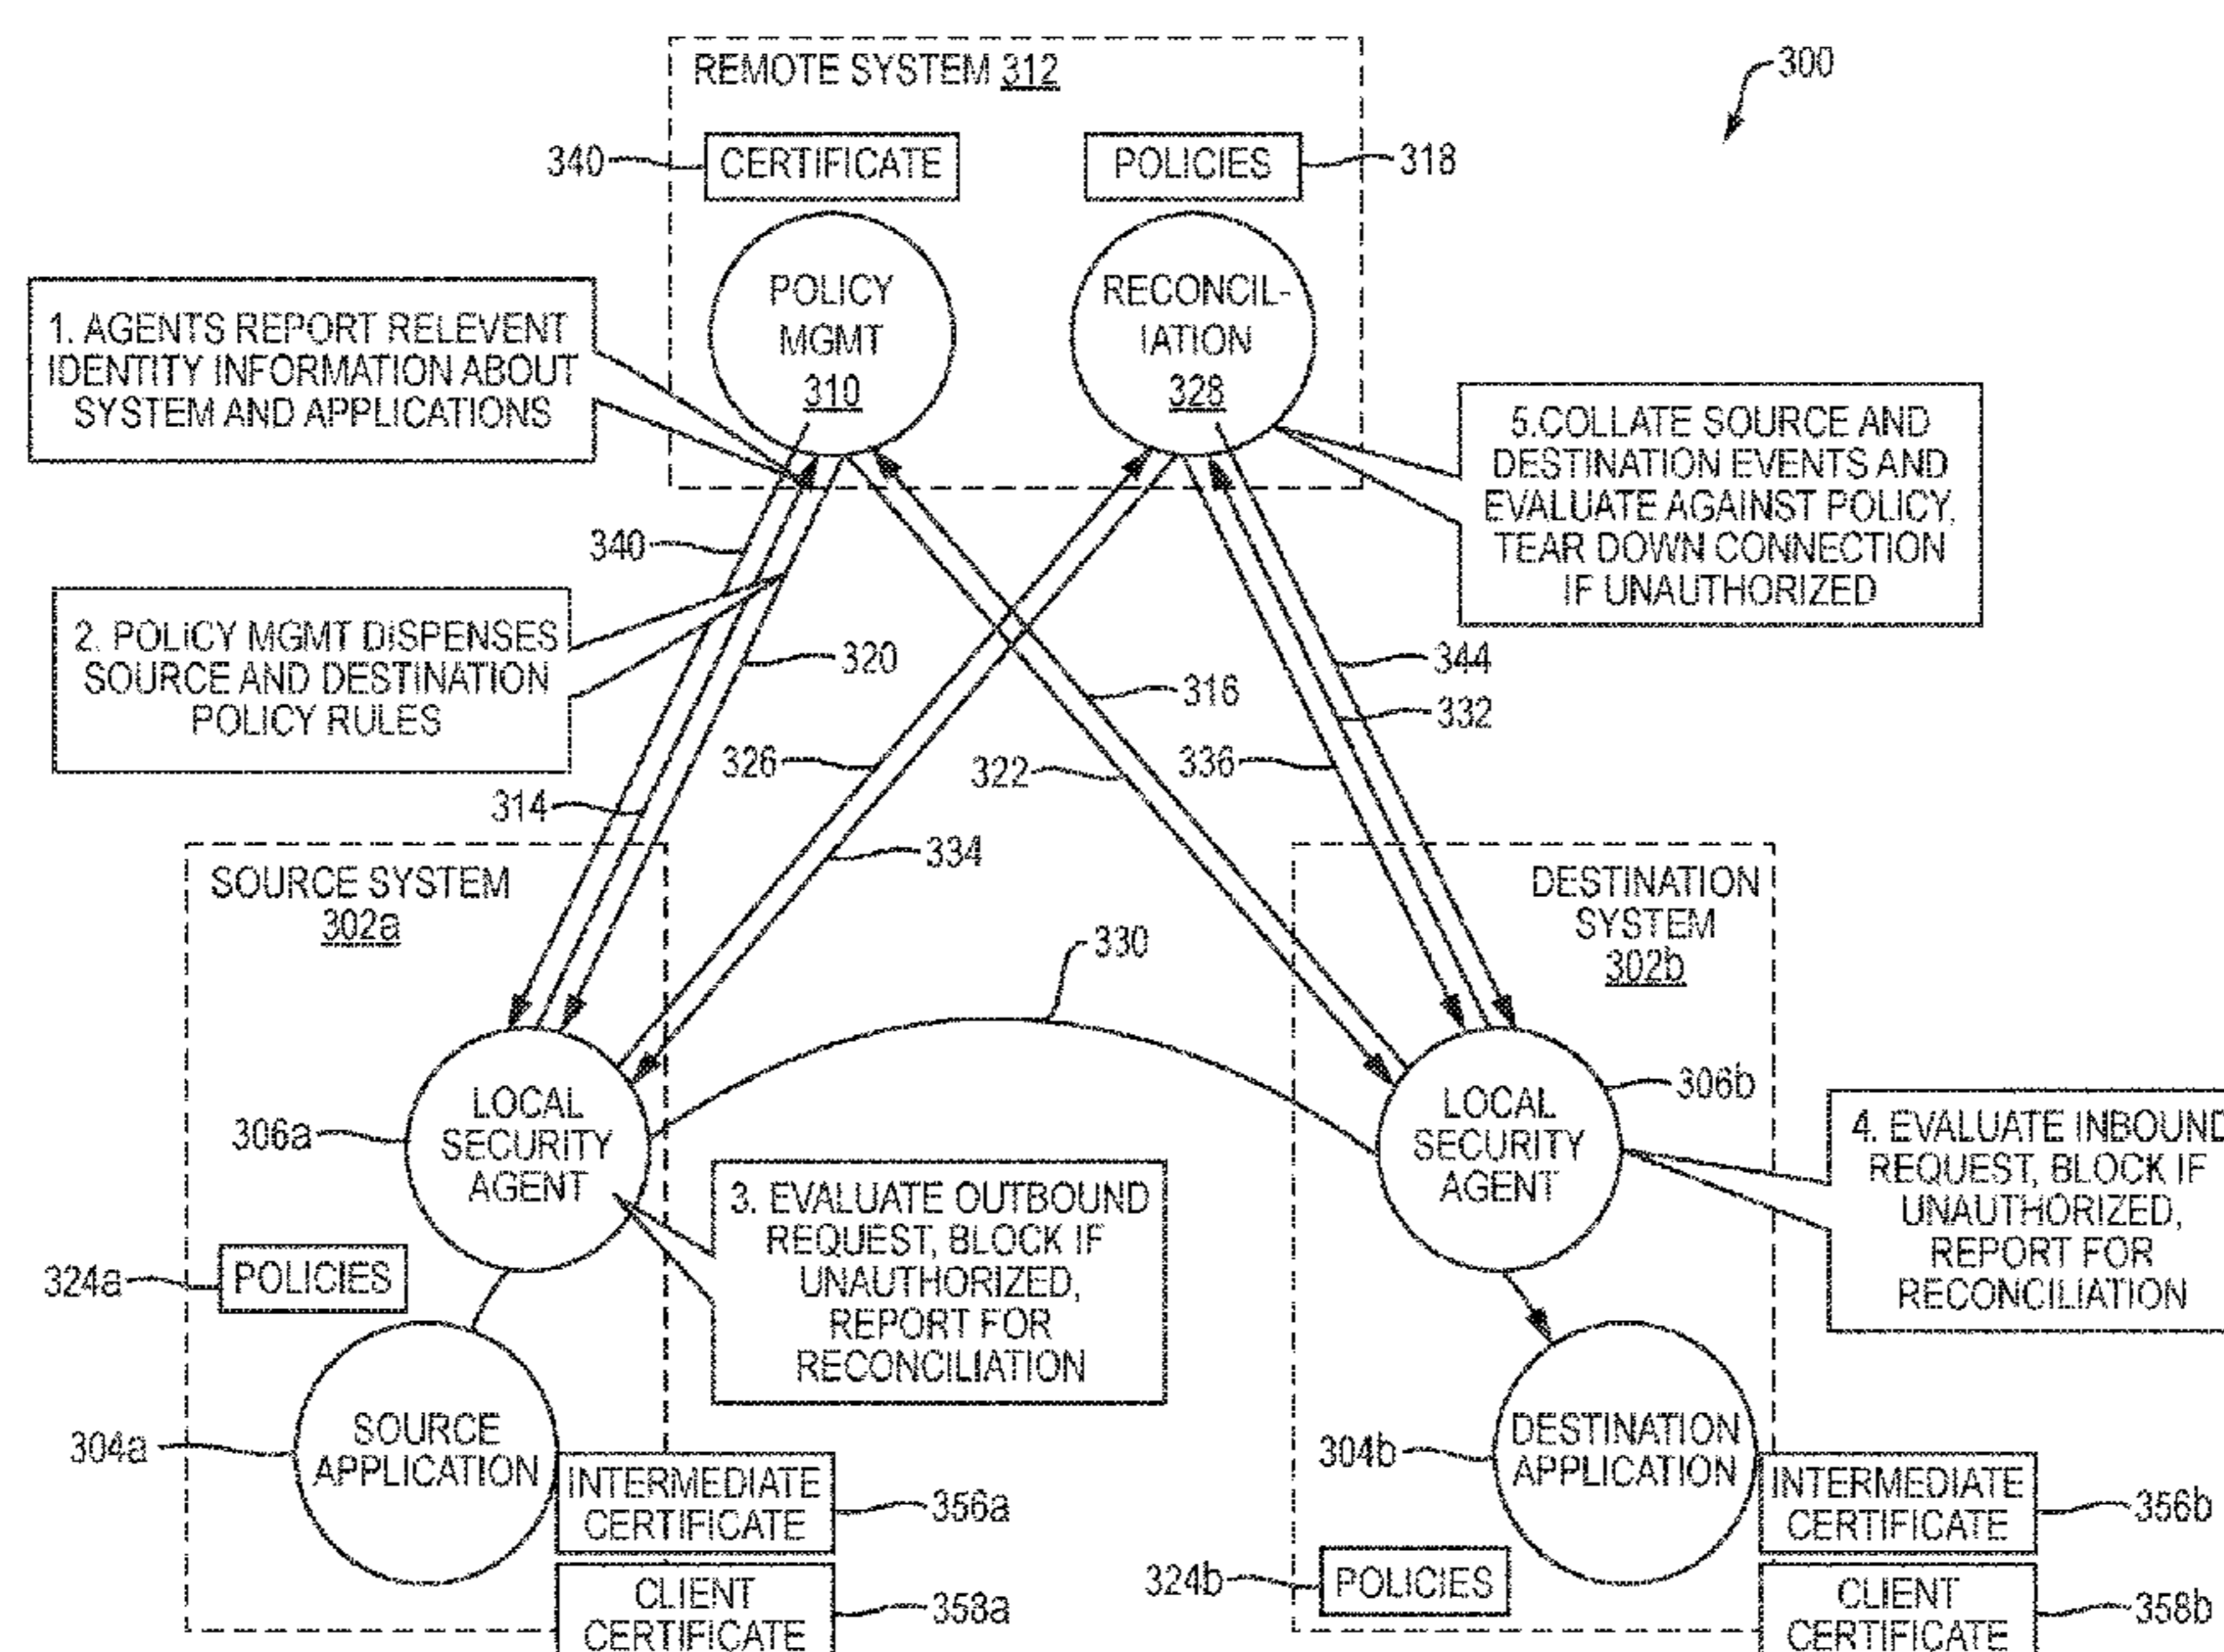 REMOTE SYSTEM 312
300
340
CERTIFICATE
POLICIES
318
POLICY
MGMT
310
RECONCIL-
IATION
328
1. AGENTS REPORT RELEVENT
IDENTITY INFORMATION ABOUT
SYSTEM AND APPLICATIONS
5.COLLATE SOURCE AND
DESTINATION EVENTS AND
EVALUATE AGAINST POLICY,
TEAR DOWN CONNECTION
IF UNAUTHORIZED
340
2. POLICY MGMT DISPENSES
SOURCE AND DESTINATION
POLICY RULES
320
316
344
332
326
322
336
314
334
SOURCE SYSTEM
302a
DESTINATION
SYSTEM
302b
330
LOCAL
SECURITY
AGENT
306a
LOCAL
SECURITY
AGENT
306b
3. EVALUATE OUTBOUND
REQUEST, BLOCK IF
UNAUTHORIZED,
REPORT FOR
RECONCILIATION
4. EVALUATE INBOUND
REQUEST, BLOCK IF
UNAUTHORIZED,
REPORT FOR
RECONCILIATION
324a
POLICIES
304a
SOURCE
APPLICATION
INTERMEDIATE
CERTIFICATE
356a
CLIENT
CERTIFICATE
358a
304b
DESTINATION
APPLICATION
INTERMEDIATE
CERTIFICATE
356b
324b
POLICIES
CLIENT
CERTIFICATE
358b